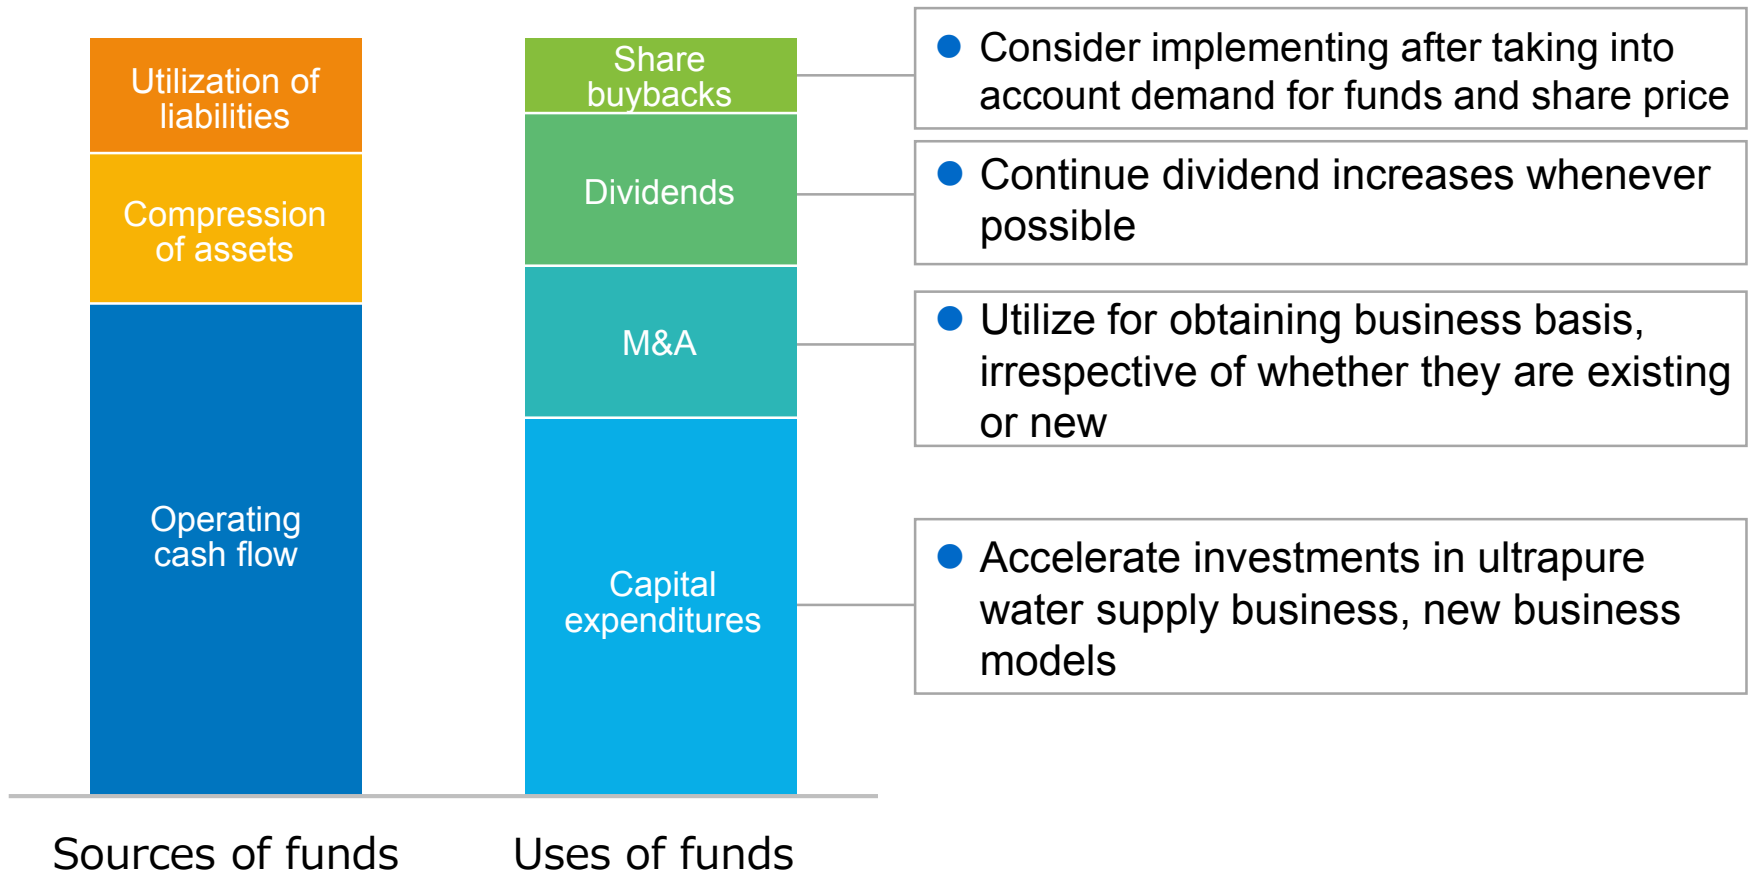 Utilization of
liabilities
Compression
of assets
Operating
cash flow
Sources of funds
Share
buybacks
Dividends
M&A
Capital
expenditures
Uses of funds
● Consider implementing after taking into
account demand for funds and share price
● Continue dividend increases whenever
possible
● Utilize for obtaining business basis,
irrespective of whether they are existing
or new
● Accelerate investments in ultrapure
water supply business, new business
models